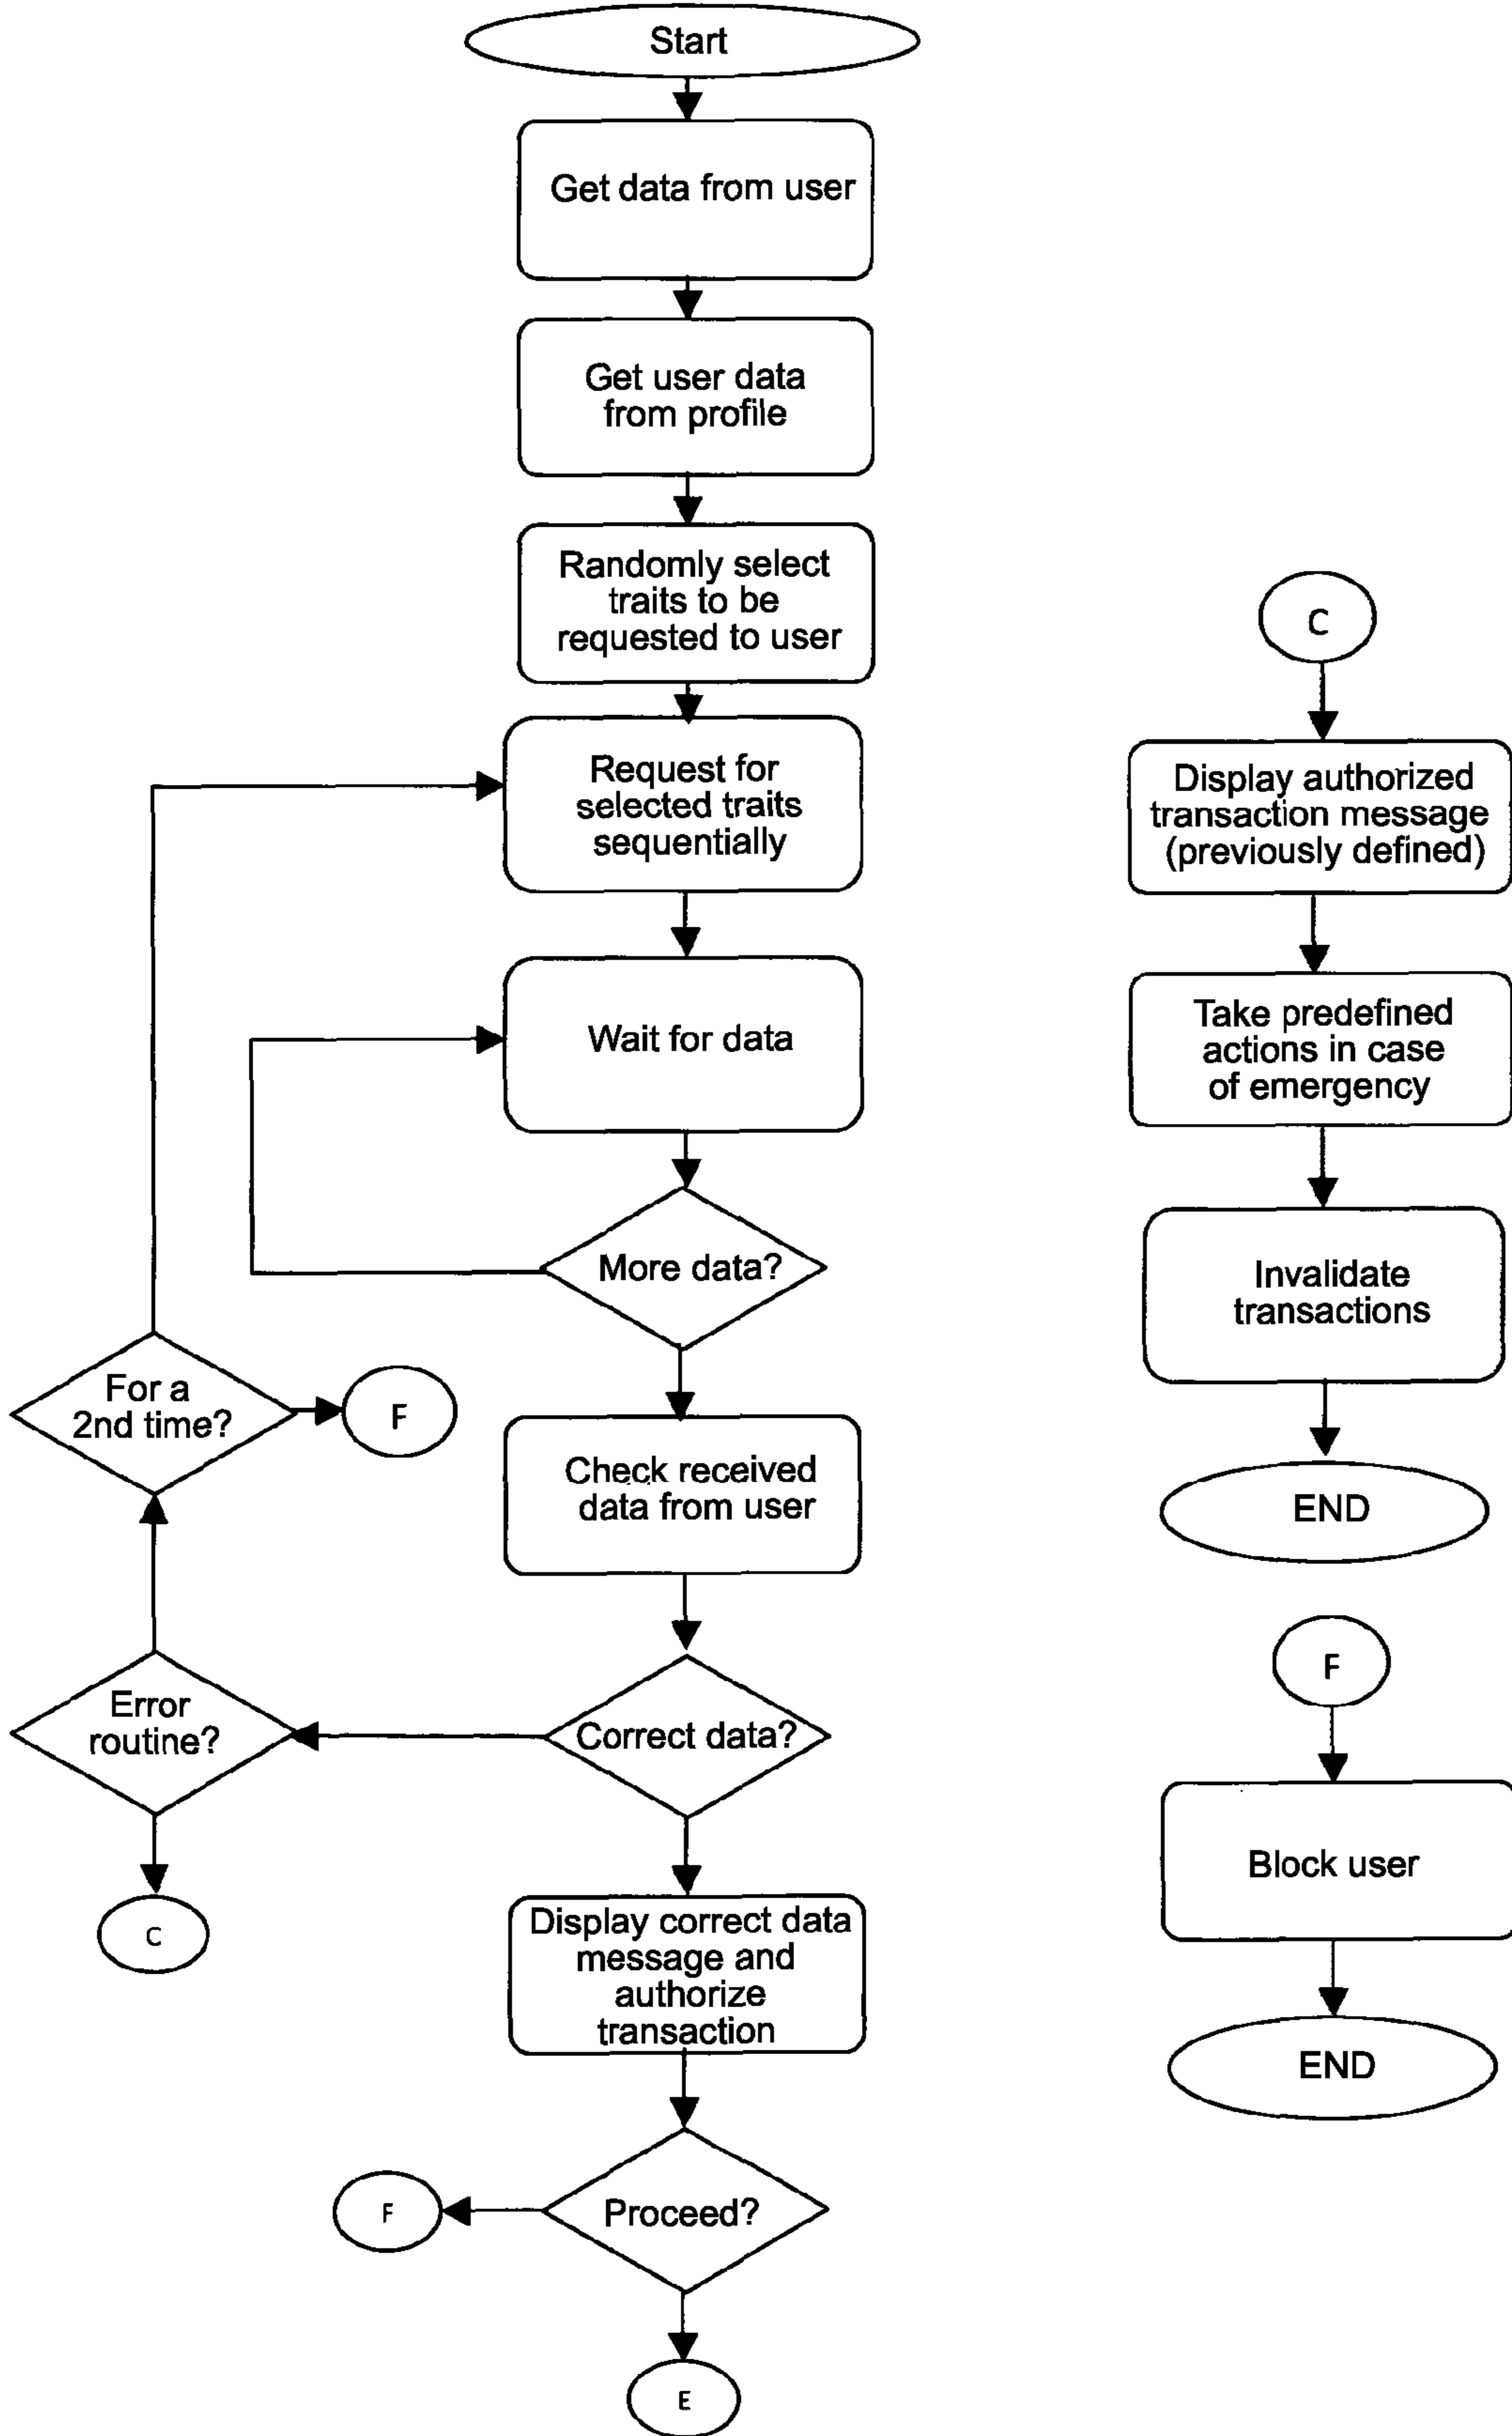 Start
Get data from user
Get user data
from profile
Randomly select
traits to be
requested to user
Request for
selected traits
sequentially
Wait for data
More data?
For a
2nd time?
F
Check received
data from user
Error
routine?
Correct data?
C
Display correct data
message and
authorize
transaction
F
Proceed?
E
C
Display authorized
transaction message
(previously defined)
Take predefined
actions in case
of emergency
Invalidate
transactions
END
F
Block user
END